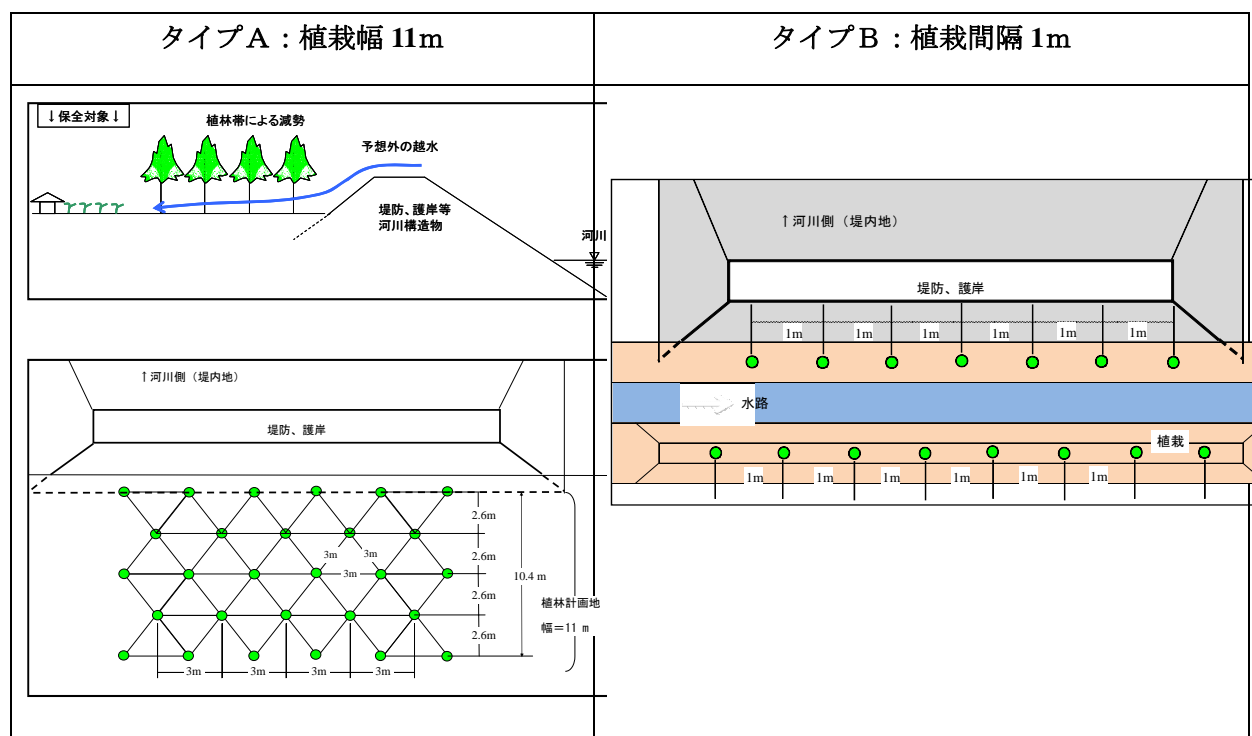 タイプA：植栽幅 11m
↓保全対象↓
植林帯による減勢
予想外の越水
堤防、護岸等
河川構造物
河川
↑河川側（堤内地）
堤防、護岸
2.6m
2.6m
2.6m
2.6m
3m
3m
3m
10.4 m
植林計画地
幅＝11 m
3m
3m
3m
3m
タイプB：植栽間隔 1m
↑河川側（堤内地）
堤防、護岸
1m
1m
1m
1m
1m
1m
水路
植栽
1m
1m
1m
1m
1m
1m